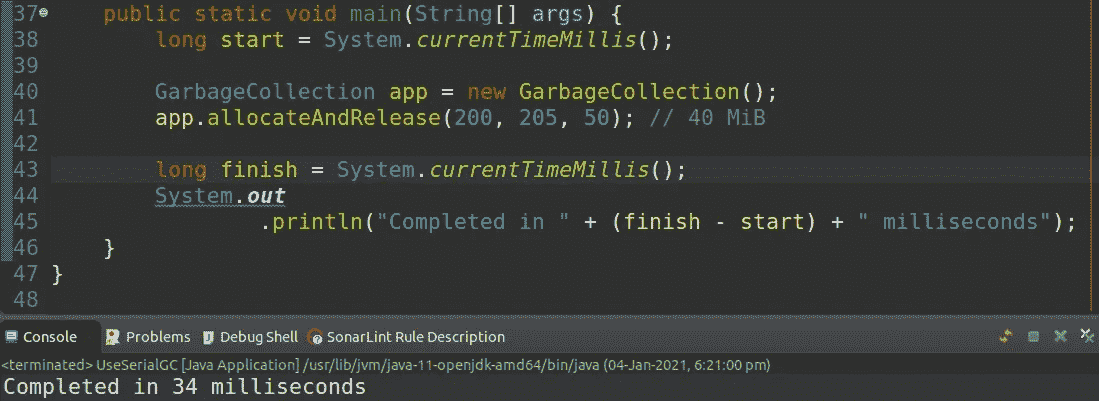 37 public static void main(String[] args) {
38 long start = System.currentTimeMillis();
39
40 GarbageCollection app = new GarbageCollection();
41 app.allocateAndRelease(200, 205, 50); // 40 MiB
42
43 long finish = System.currentTimeMillis();
44 System.out
45 .println("Completed in " + (finish - start) + " milliseconds");
46 }
47 }
48
Console Problems Debug Shell SonarLint Rule Description
<terminated> UseSerialGC [Java Application] /usr/lib/jvm/java-11-openjdk-amd64/bin/java (04-Jan-2021, 6:21:00 pm)
Completed in 34 milliseconds